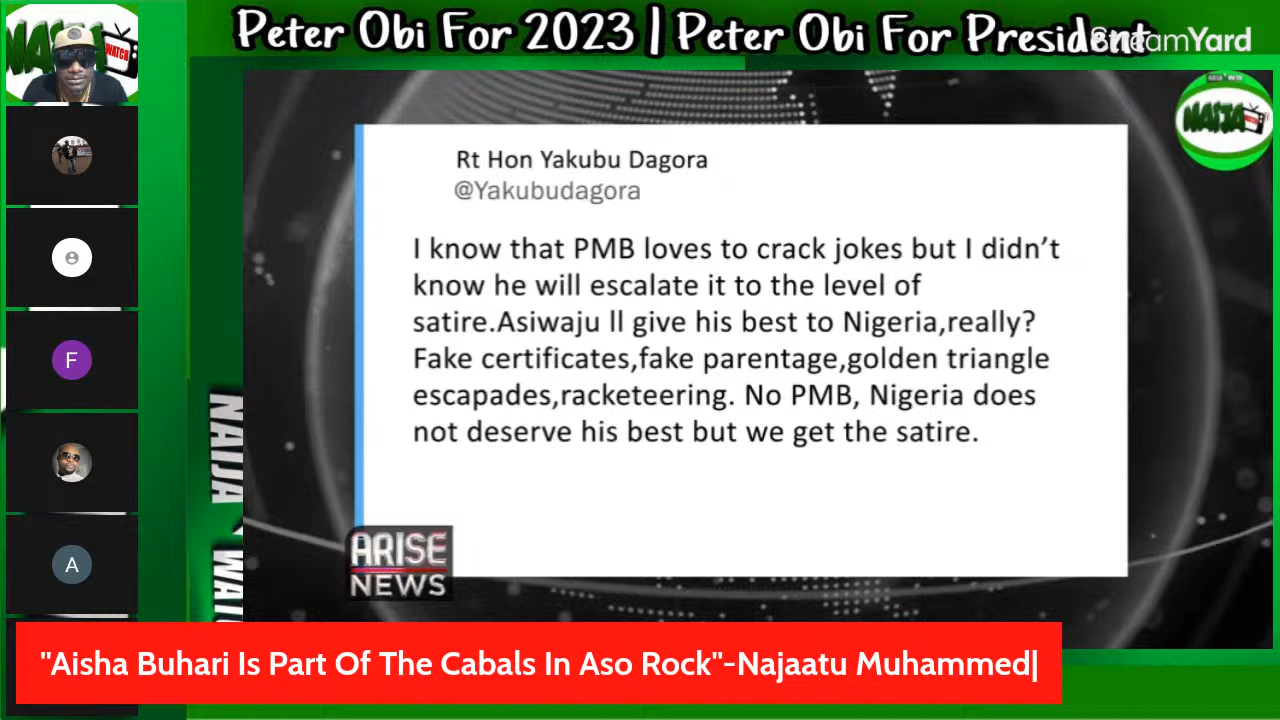 Peter Obi For 2023 | Peter Obi For President
StreamYard
NAIJA
WATCH
NAIJA
Rt Hon Yakubu Dagora
@Yakubudagora
I know that PMB loves to crack jokes but I didn’t
know he will escalate it to the level of
satire.Asiwaju ll give his best to Nigeria,really?
Fake certificates,fake parentage,golden triangle
escapades,racketeering. No PMB, Nigeria does
not deserve his best but we get the satire.
F
A
NAIJA
ARISE
NEWS
"Aisha Buhari Is Part Of The Cabals In Aso Rock"-Najaatu Muhammed|